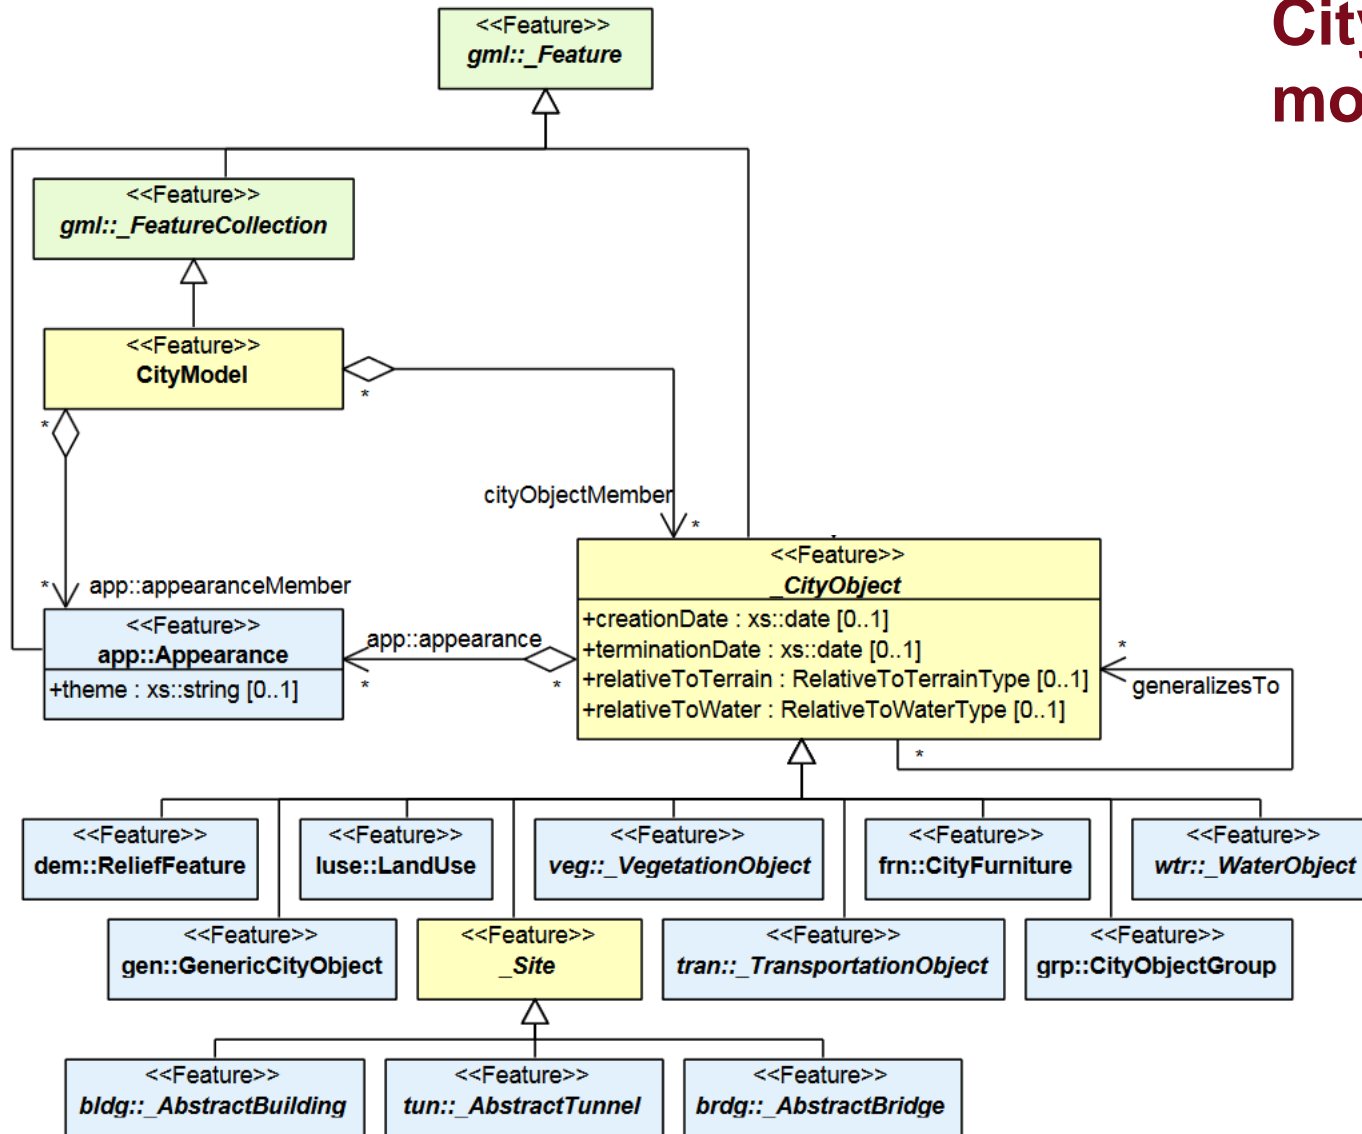 City
mo
<<Feature>>
gml::_Feature
<<Feature>>
gml::_FeatureCollection
<<Feature>>
CityModel
*
*
cityObjectMember
*
* app::appearanceMember
<<Feature>>
_CityObject
+creationDate : xs::date [0..1]
+terminationDate : xs::date [0..1]
+relativeToTerrain : RelativeToTerrainType [0..1]
+relativeToWater : RelativeToWaterType [0..1]
<<Feature>>
app::Appearance
+theme : xs::string [0..1]
app::appearance
*
*
*
generalizesTo
*
<<Feature>>
dem::ReliefFeature
<<Feature>>
luse::LandUse
<<Feature>>
veg::_VegetationObject
<<Feature>>
frn::CityFurniture
<<Feature>>
wtr::_WaterObject
<<Feature>>
gen::GenericCityObject
<<Feature>>
_Site
<<Feature>>
tran::_TransportationObject
<<Feature>>
grp::CityObjectGroup
<<Feature>>
bldg::_AbstractBuilding
<<Feature>>
tun::_AbstractTunnel
<<Feature>>
brdg::_AbstractBridge